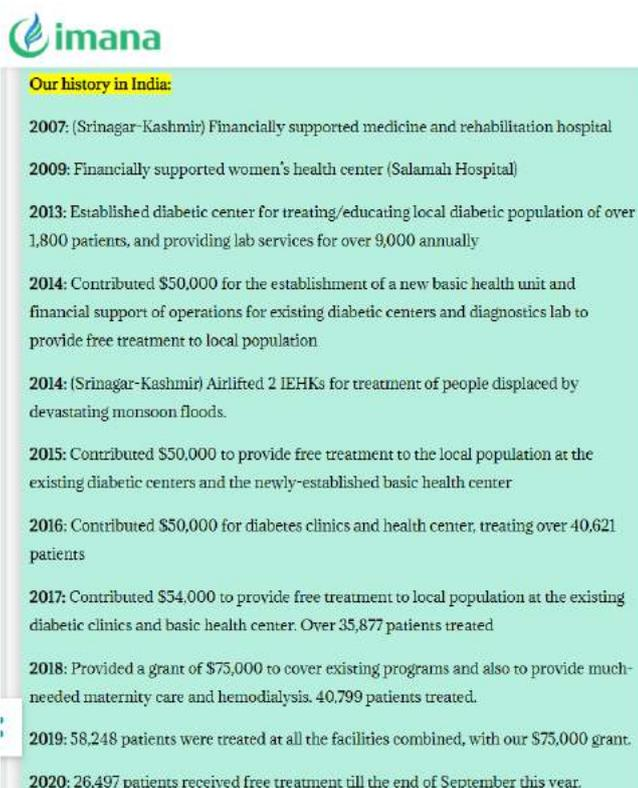 imana
Our history in India:
2007: (Srinagar-Kashmir) Financially supported medicine and rehabilitation hospital
2009: Financially supported women's health center (Salamah Hospital)
2013: Established diabetic center for treating/educating local diabetic population of over
1,800 patients, and providing lab services for over 9,000 annually
2014: Contributed $50,000 for the establishment of a new basic health unit and
financial support of operations for existing diabetic centers and diagnostics lab to
provide free treatment to local population
2014: (Srinagar-Kashmir) Airlifted 2 IEHKs for treatment of people displaced by
devastating monsoon floods.
2015: Contributed $50,000 to provide free treatment to the local population at the
existing diabetic centers and the newly-established basic health center
2016: Contributed $50,000 for diabetes clinics and health center, treating over 40,621
patients
2017: Contributed $54,000 to provide free treatment to local population at the existing
diabetic clinics and basic health center. Over 35,877 patients treated
2018: Provided a grant of $75,000 to cover existing programs and also to provide much-
needed maternity care and hemodialysis. 40,799 patients treated.
2019: 58,248 patients were treated at all the facilities combined, with our $75,000 grant.
2020: 26,497 patients received free treatment till the end of September this year.